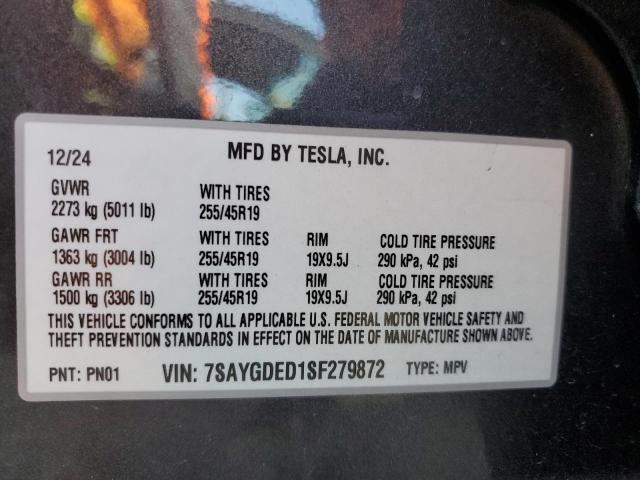 12/24 MFD BY TESLA, INC.
GVWR WITH TIRES
2273 kg (5011 lb) 255/45R19
GAWR FRT WITH TIRES RIM COLD TIRE PRESSURE
1363 kg (3004 lb) 255/45R19 19X9.5J 290 kPa, 42 psi
GAWR RR WITH TIRES RIM COLD TIRE PRESSURE
1500 kg (3306 lb) 255/45R19 19X9.5J 290 kPa, 42 psi
THIS VEHICLE CONFORMS TO ALL APPLICABLE U.S. FEDERAL MOTOR VEHICLE SAFETY AND
THEFT PREVENTION STANDARDS IN EFFECT ON THE DATE OF MANUFACTURE SHOWN ABOVE.
PNT: PN01 VIN: 7SAYGDED1SF279872 TYPE: MPV